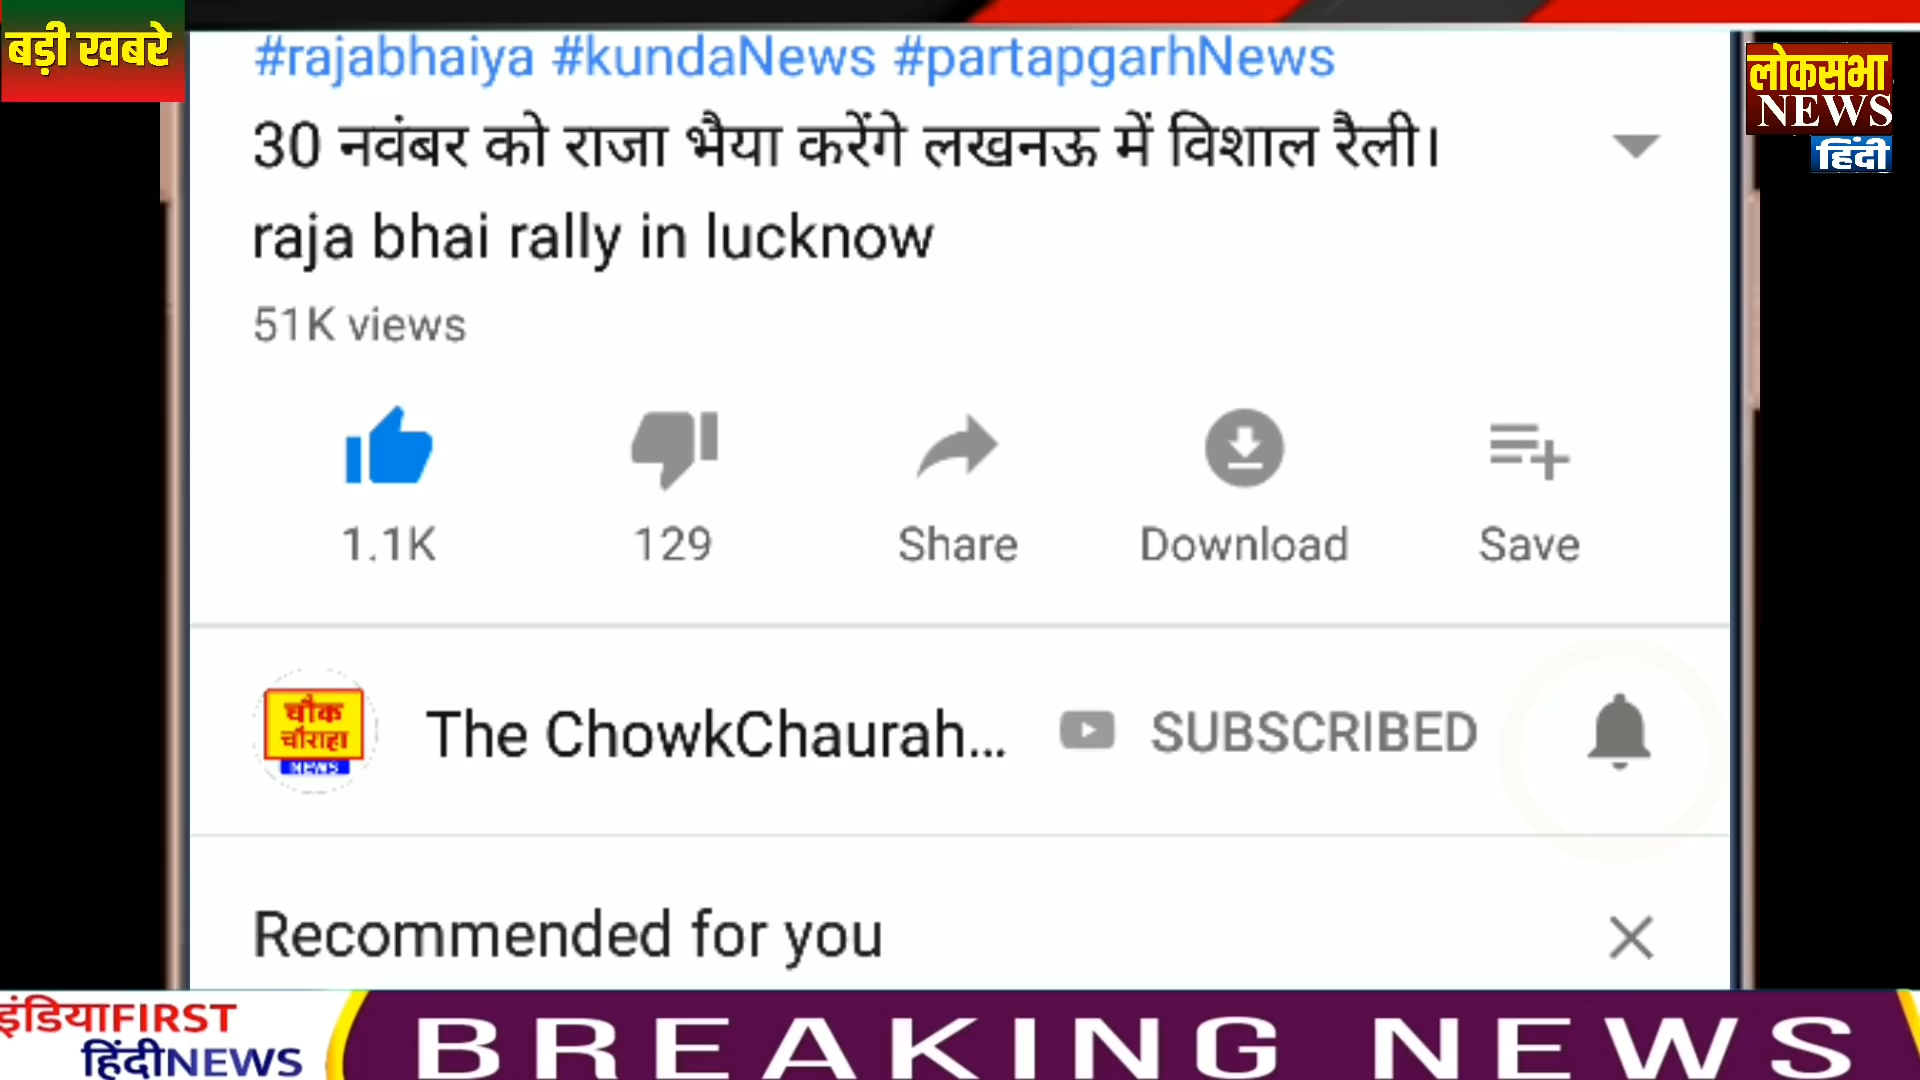 बड़ी खबरे
#rajabhaiya #kundaNews #partapgarhNews
लोकसभा
NEWS
हिंदी
30 नवंबर को राजा भैया करेंगे लखनऊ में विशाल रैली।
raja bhai rally in lucknow
51K views
1.1K 129 Share Download Save
चौक
चौराहा
NEWS
The ChowkChaurah... SUBSCRIBED
Recommended for you
इंडियाFIRST
हिंदीNEWS
BREAKING NEWS